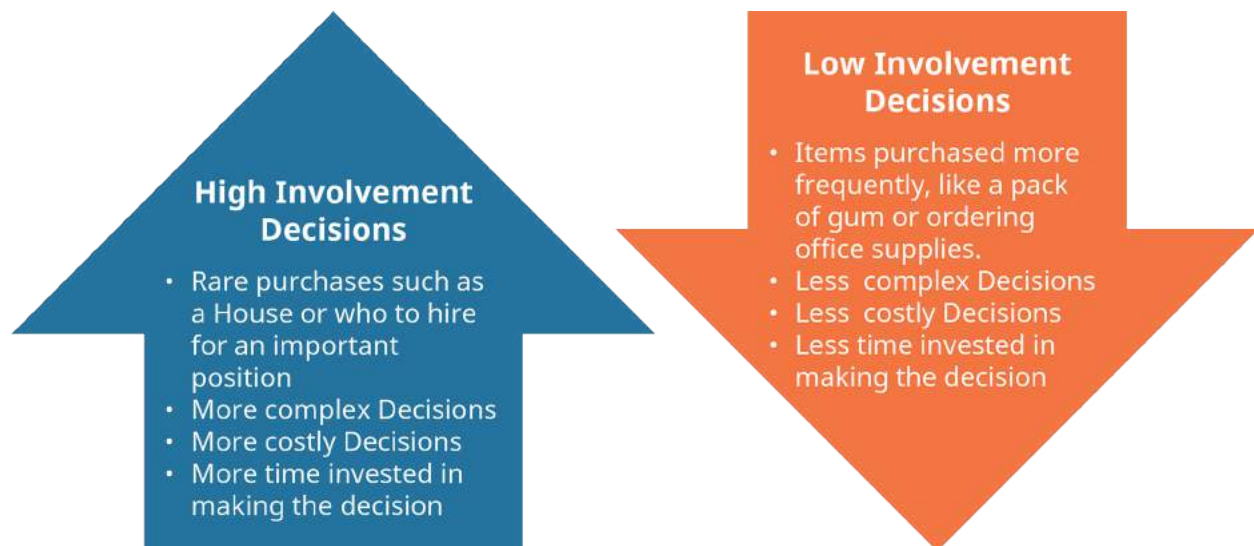 High Involvement
Decisions
• Rare purchases such as
a House or who to hire
for an important
position
• More complex Decisions
• More costly Decisions
• More time invested in
making the decision
Low Involvement
Decisions
• Items purchased more
frequently, like a pack
of gum or ordering
office supplies.
• Less  complex Decisions
• Less  costly Decisions
• Less time invested in
making the decision